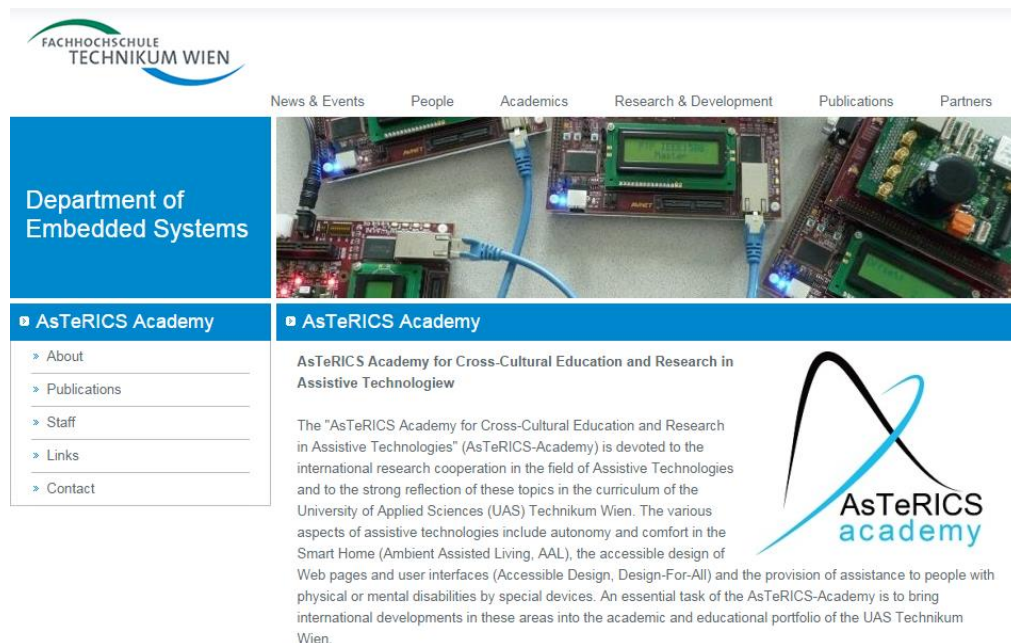 FACHHOCHSCHULE
TECHNIKUM WIEN
News & Events People Academics Research & Development Publications Partners
Department of
Embedded Systems
Master
AVNET
AVNET
AsTeRICS Academy
About
Publications
Staff
Links
Contact
AsTeRICS Academy
AsTeRICS Academy for Cross-Cultural Education and Research in
Assistive Technologiew
The "AsTeRICS Academy for Cross-Cultural Education and Research
in Assistive Technologies" (AsTeRICS-Academy) is devoted to the
international research cooperation in the field of Assistive Technologies
and to the strong reflection of these topics in the curriculum of the
University of Applied Sciences (UAS) Technikum Wien. The various
aspects of assistive technologies include autonomy and comfort in the
Smart Home (Ambient Assisted Living, AAL), the accessible design of
Web pages and user interfaces (Accessible Design, Design-For-All) and the provision of assistance to people with
physical or mental disabilities by special devices. An essential task of the AsTeRICS-Academy is to bring
international developments in these areas into the academic and educational portfolio of the UAS Technikum
Wien.
AsTeRICS
academy